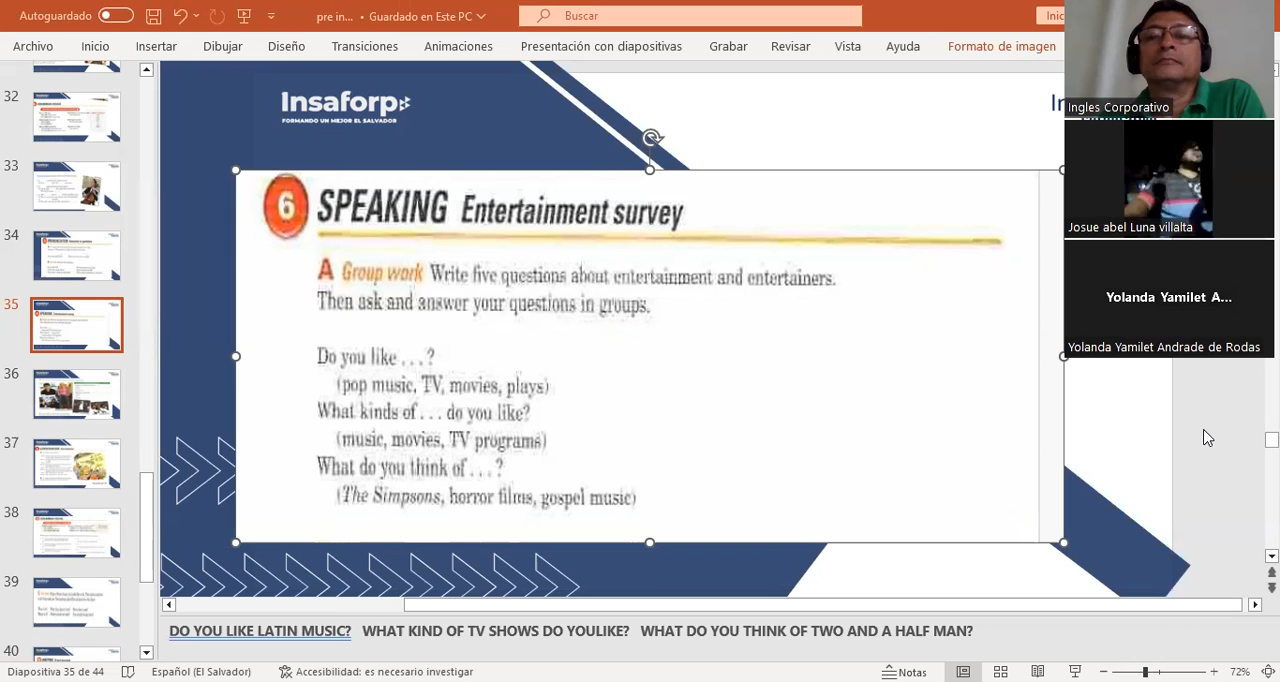 Autoguardado
pre in... • Guardado en Este PC
Buscar
Inic
Archivo Inicio Insertar Dibujar Diseño Transiciones Animaciones Presentación con diapositivas Grabar Revisar Vista Ayuda Formato de imagen
Ingles Corporativo
Josue abel Luna villalta
Yolanda Yamilet A...
Yolanda Yamilet Andrade de Rodas
32
33
34
35
36
37
38
39
40
Insaforp
FORMANDO UN MEJOR EL SALVADOR
6 SPEAKING Entertainment survey
A Group work Write five questions about entertainment and entertainers.
Then ask and answer your questions in groups.
Do you like . . . ?
(pop music, TV, movies, plays)
What kinds of . . . do you like?
(music, movies, TV programs)
What do you think of . . . ?
(The Simpsons, horror films, gospel music)
DO YOU LIKE LATIN MUSIC? WHAT KIND OF TV SHOWS DO YOULIKE? WHAT DO YOU THINK OF TWO AND A HALF MAN?
Diapositiva 35 de 44 Español (El Salvador) Accesibilidad: es necesario investigar Notas 72%